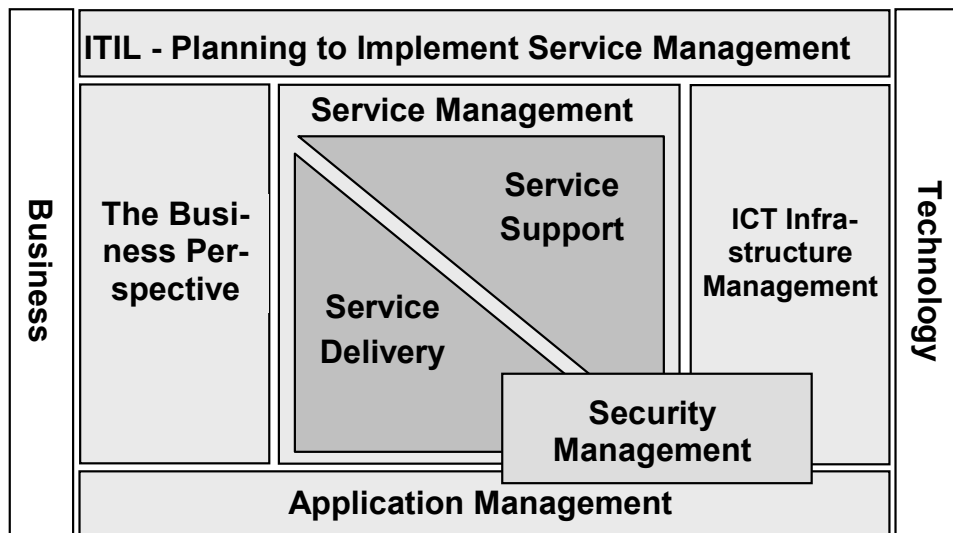 ITIL - Planning to Implement Service Management
Business
The Busi-
ness Per-
spective
Service Management
Service
Support
Service
Delivery
ICT Infra-
structure
Management
Technology
Security
Management
Application Management